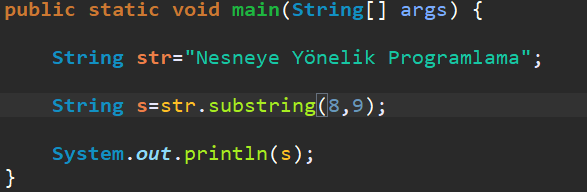 public static void main(String[] args) {
String str="Nesneye Yönelik Programlama";
String s=str.substring(8,9);
System.out.println(s);
}